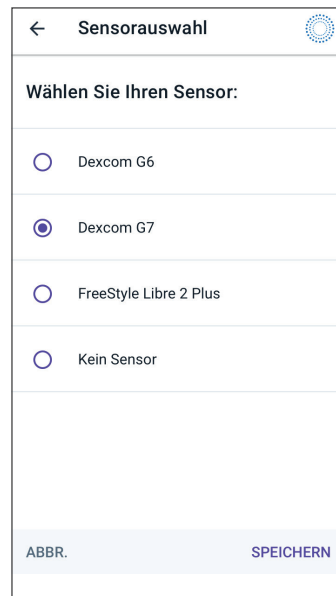 Sensorauswahl
Wählen Sie Ihren Sensor:
Dexcom G6
Dexcom G7
FreeStyle Libre 2 Plus
Kein Sensor
ABBR. SPEICHERN